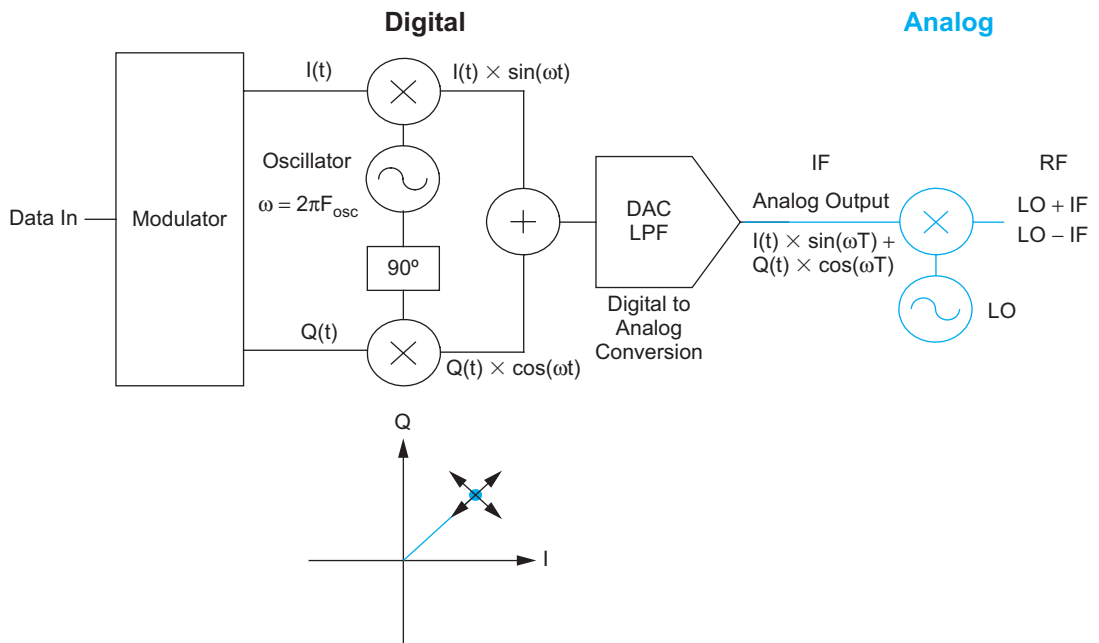 Digital
Analog
I(t)
I(t) × sin(ωt)
Oscillator
ω = 2πF_osc
Data In
Modulator
90º
Q(t)
Q(t) × cos(ωt)
+
DAC
LPF
Digital to
Analog
Conversion
IF
Analog Output
I(t) × sin(ωT) +
Q(t) × cos(ωT)
RF
LO + IF
LO – IF
LO
Q
I